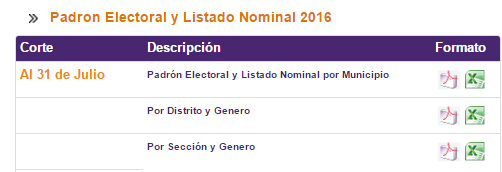 » Padron Electoral y Listado Nominal 2016
Corte Descripción Formato
Al 31 de Julio Padrón Electoral y Listado Nominal por Municipio
Por Distrito y Genero
Por Sección y Genero